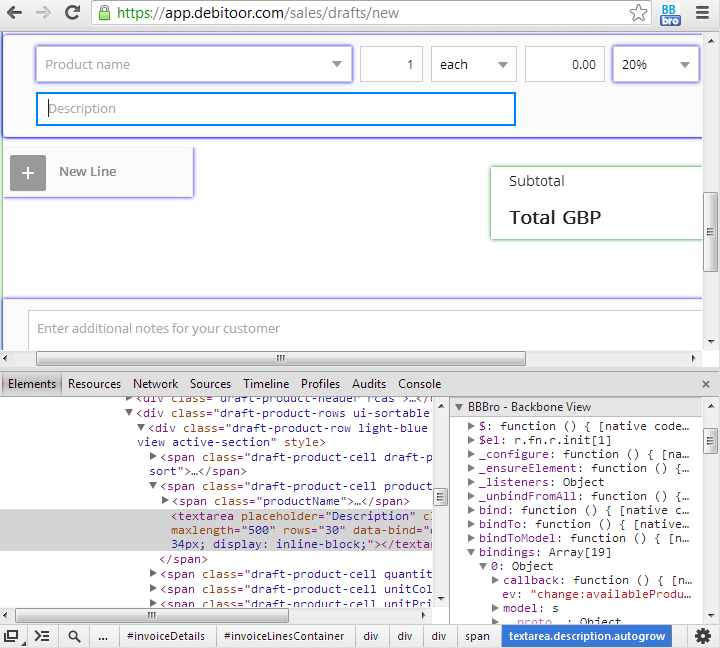 https://app.debitoor.com/sales/drafts/new
BB
bro
Product name
1
each
0.00
20%
Description
New Line
Subtotal
Total GBP
Enter additional notes for your customer
Elements Resources Network Sources Timeline Profiles Audits Console
<div class="draft-product-header rcas">…</div>
<div class="draft-product-rows ui-sortable"
<div class="draft-product-row light-blue
view active-section" style>
<span class="draft-product-cell draft-p
sort">…</span>
<span class="draft-product-cell product
<span class="productName">…</span>
<textarea placeholder="Description" c
maxlength="500" rows="30" data-bind="
34px; display: inline-block;"></textar
</span>
<span class="draft-product-cell quantit
<span class="draft-product-cell unitCol
<span class="draft-product-cell unitPri
BBBro - Backbone View
$: function () { [native code…
$el: r.fn.r.init[1]
_configure: function () { [na…
_ensureElement: function () {…
_listeners: Object
_unbindFromAll: function () {…
bind: function () { [native c…
bindTo: function () { [native…
bindToModel: function () { [n…
bindings: Array[19]
0: Object
callback: function () { [n…
ev: "change:availableProdu…
model: s
__proto__: Object
... #invoiceDetails #invoiceLinesContainer div div div span textarea.description.autogrow